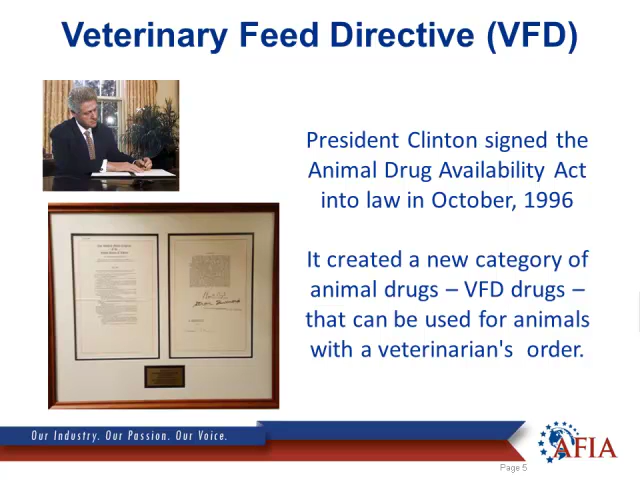 Veterinary Feed Directive (VFD)
President Clinton signed the
Animal Drug Availability Act
into law in October, 1996
It created a new category of
animal drugs – VFD drugs –
that can be used for animals
with a veterinarian's  order.
Our Industry. Our Passion. Our Voice.
AFIA
Page 5